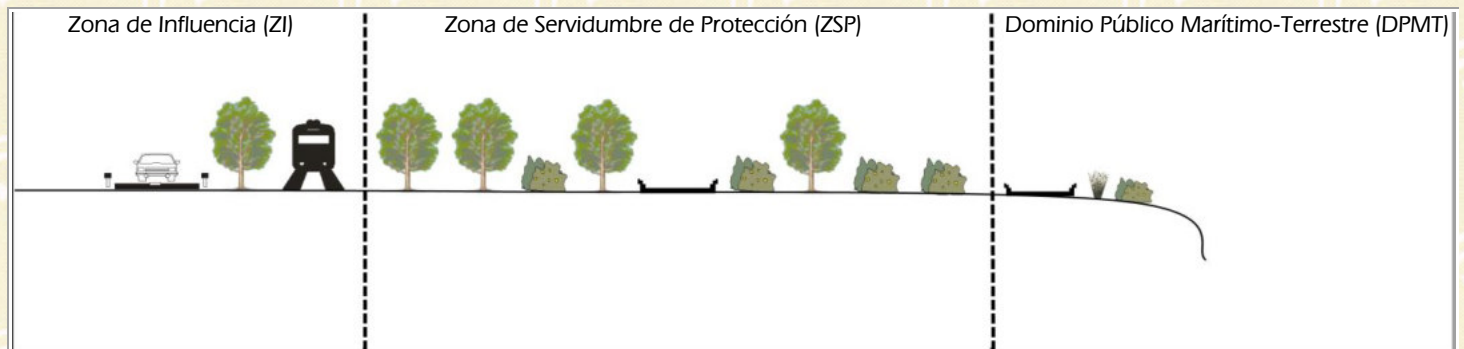 Zona de Influencia (ZI)
Zona de Servidumbre de Protección (ZSP)
Dominio Público Marítimo-Terrestre (DPMT)